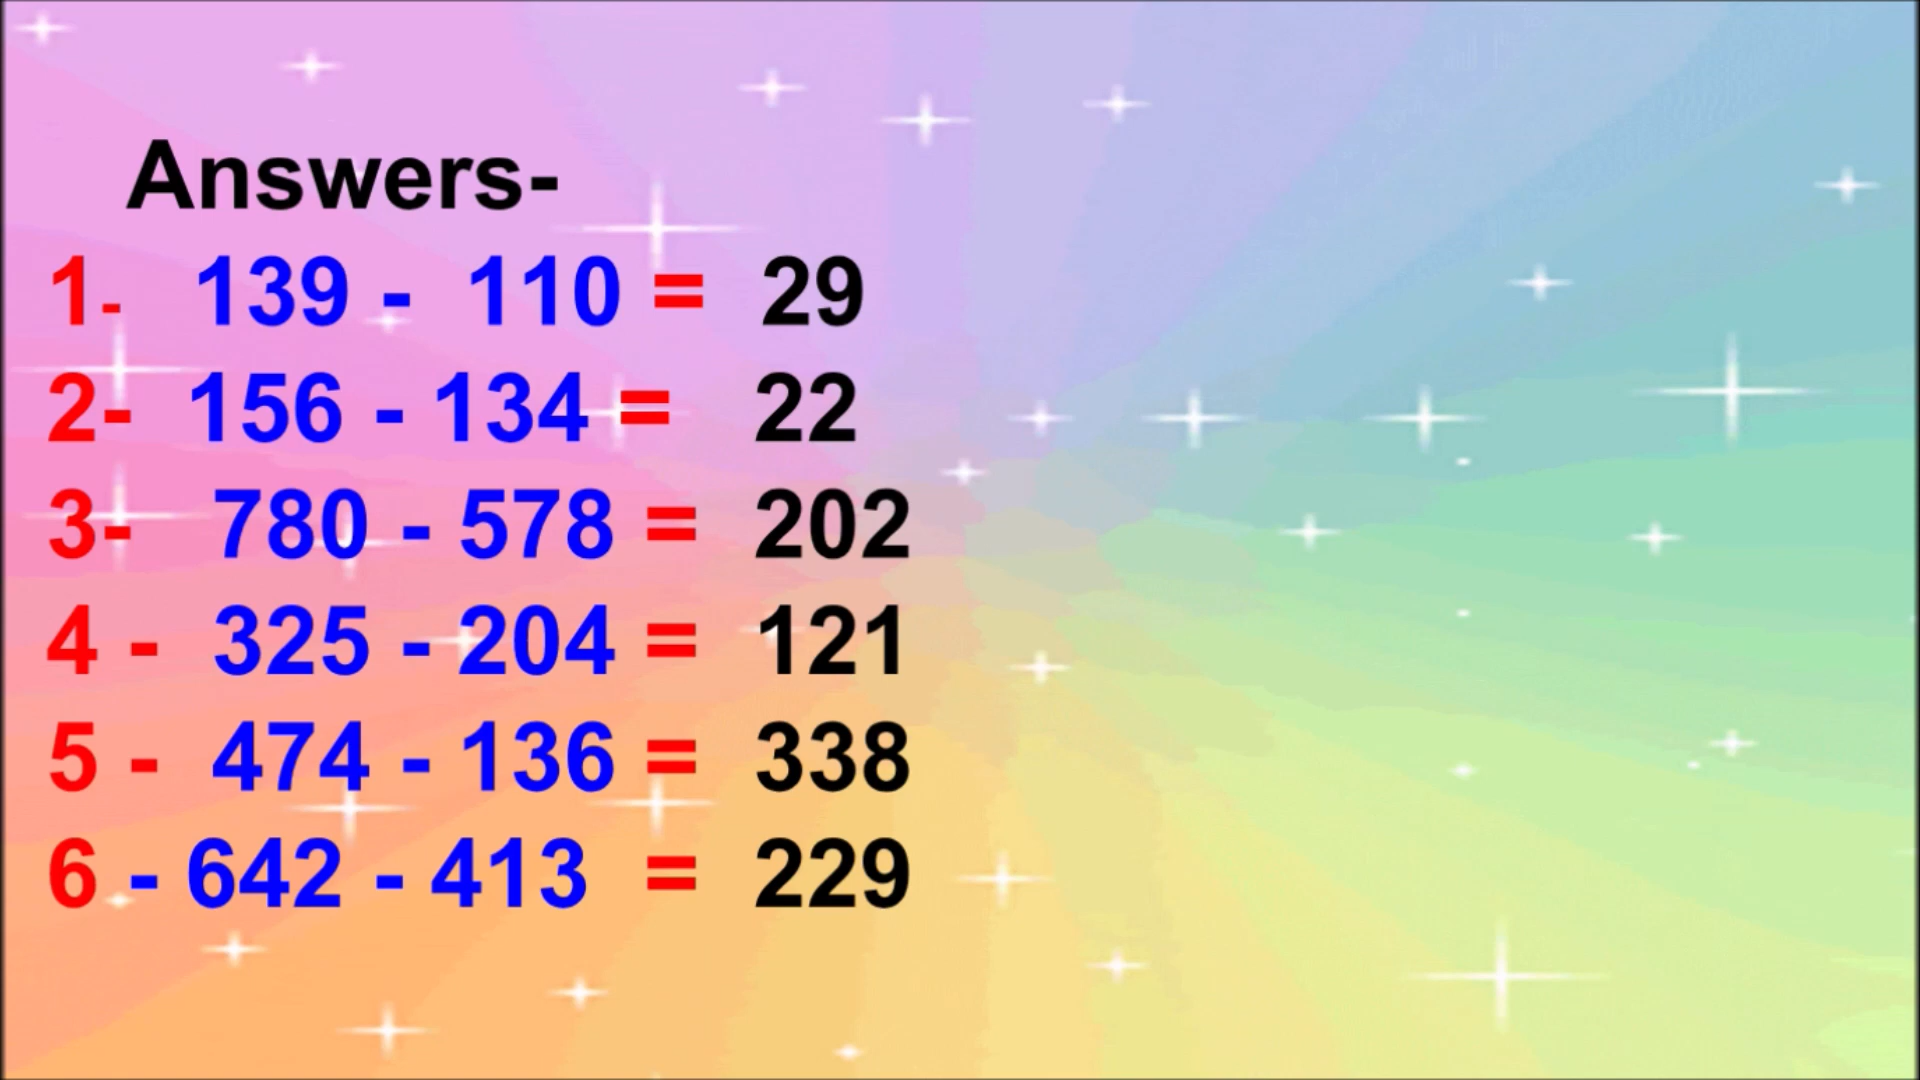 Answers-
1- 139 - 110 = 29
2- 156 - 134 = 22
3- 780 - 578 = 202
4 - 325 - 204 = 121
5 - 474 - 136 = 338
6 - 642 - 413 = 229